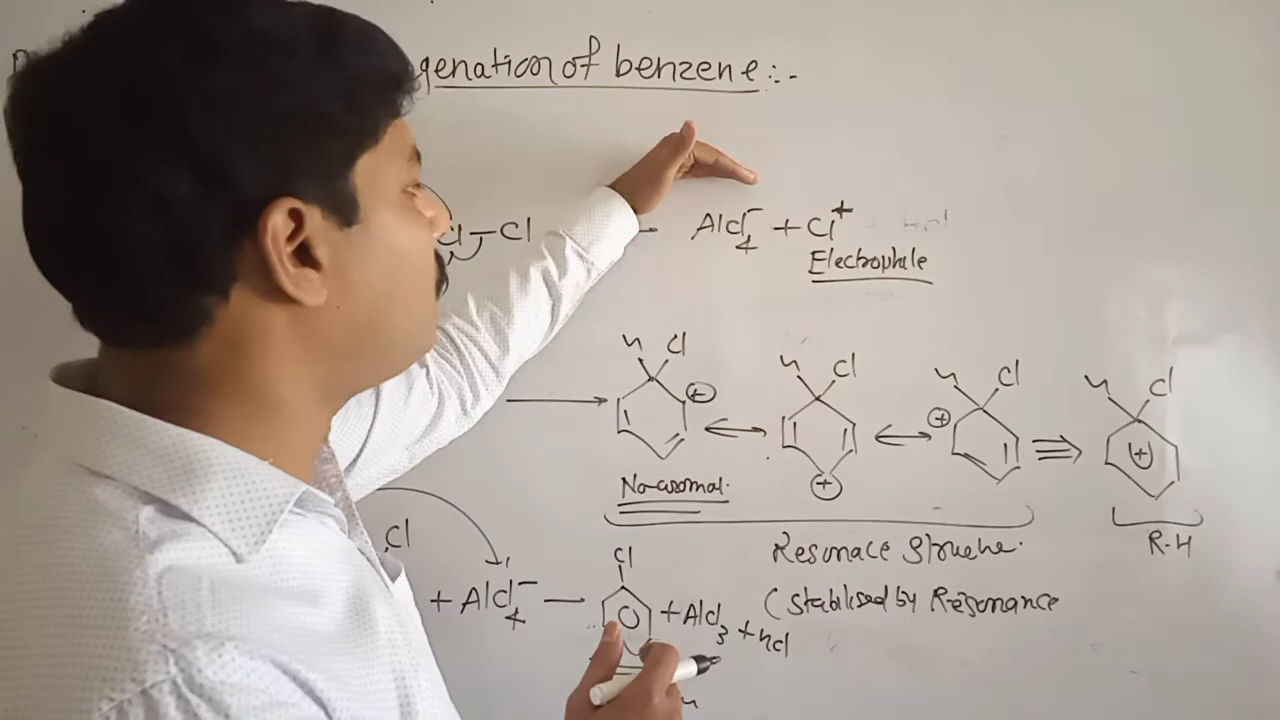 genation of benzene :-
Cl-Cl → AlCl4⁻ + Cl⁺
Electrophile
H Cl H Cl H Cl H Cl
⊕ ↔ ⊕ ↔ ⊕ ⇒ (+)
No-aromat.
Resonace Structure. R-H
Cl Cl
+ AlCl4⁻ — + AlCl3 + HCl
(Stabilised by Resonance